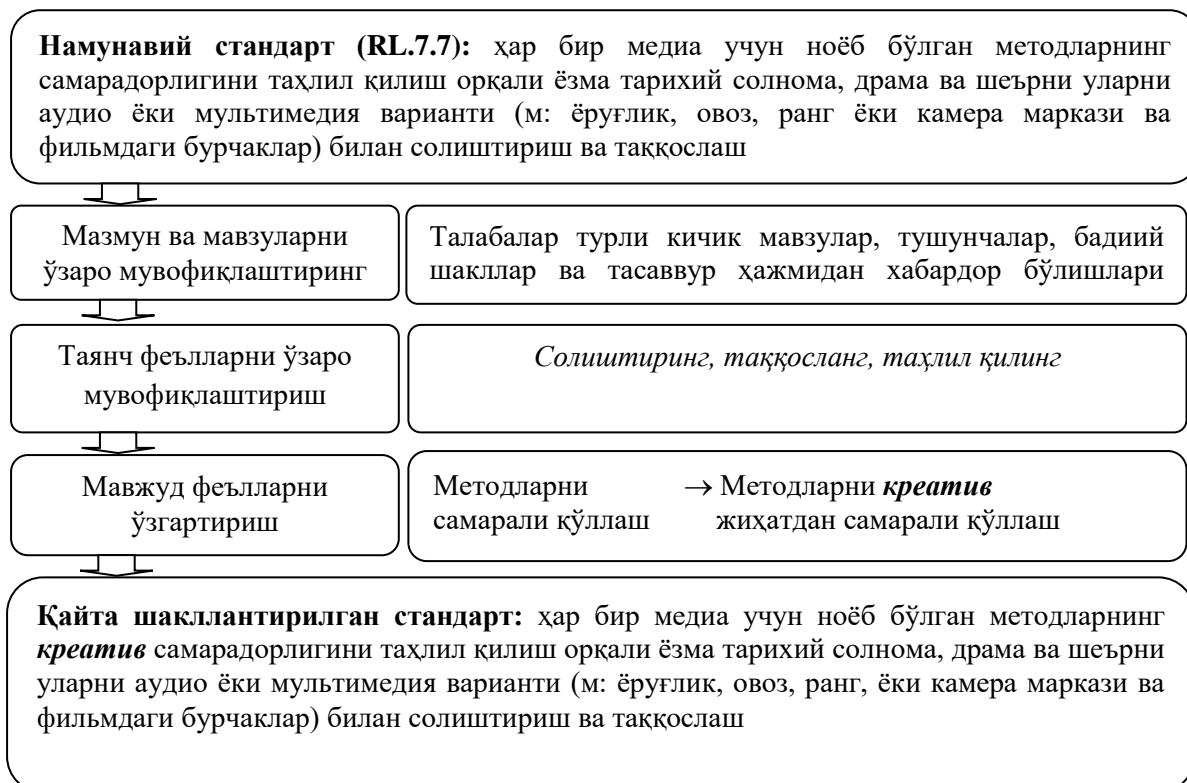 Намунавий стандарт (RL.7.7): ҳар бир медиа учун ноёб бўлган методларнинг
самарадорлигини таҳлил қилиш орқали ёзма тарихий солнома, драма ва шеърни уларни
аудио ёки мультимедия варианти (м: ёруғлик, овоз, ранг ёки камера маркази ва
фильмдаги бурчаклар) билан солиштириш ва таққослаш
Мазмун ва мавзуларни
ўзаро мувофиқлаштиринг
Талабалар турли кичик мавзулар, тушунчалар, бадиий
шакллар ва тасаввур ҳажмидан хабардор бўлишлари
Таянч феълларни ўзаро
мувофиқлаштириш
Солиштиринг, таққосланг, таҳлил қилинг
Мавжуд феълларни
ўзгартириш
Методларни → Методларни креатив
самарали қўллаш жиҳатдан самарали қўллаш
Қайта шакллантирилган стандарт: ҳар бир медиа учун ноёб бўлган методларнинг
креатив самарадорлигини таҳлил қилиш орқали ёзма тарихий солнома, драма ва шеърни
уларни аудио ёки мультимедия варианти (м: ёруғлик, овоз, ранг, ёки камера маркази ва
фильмдаги бурчаклар) билан солиштириш ва таққослаш